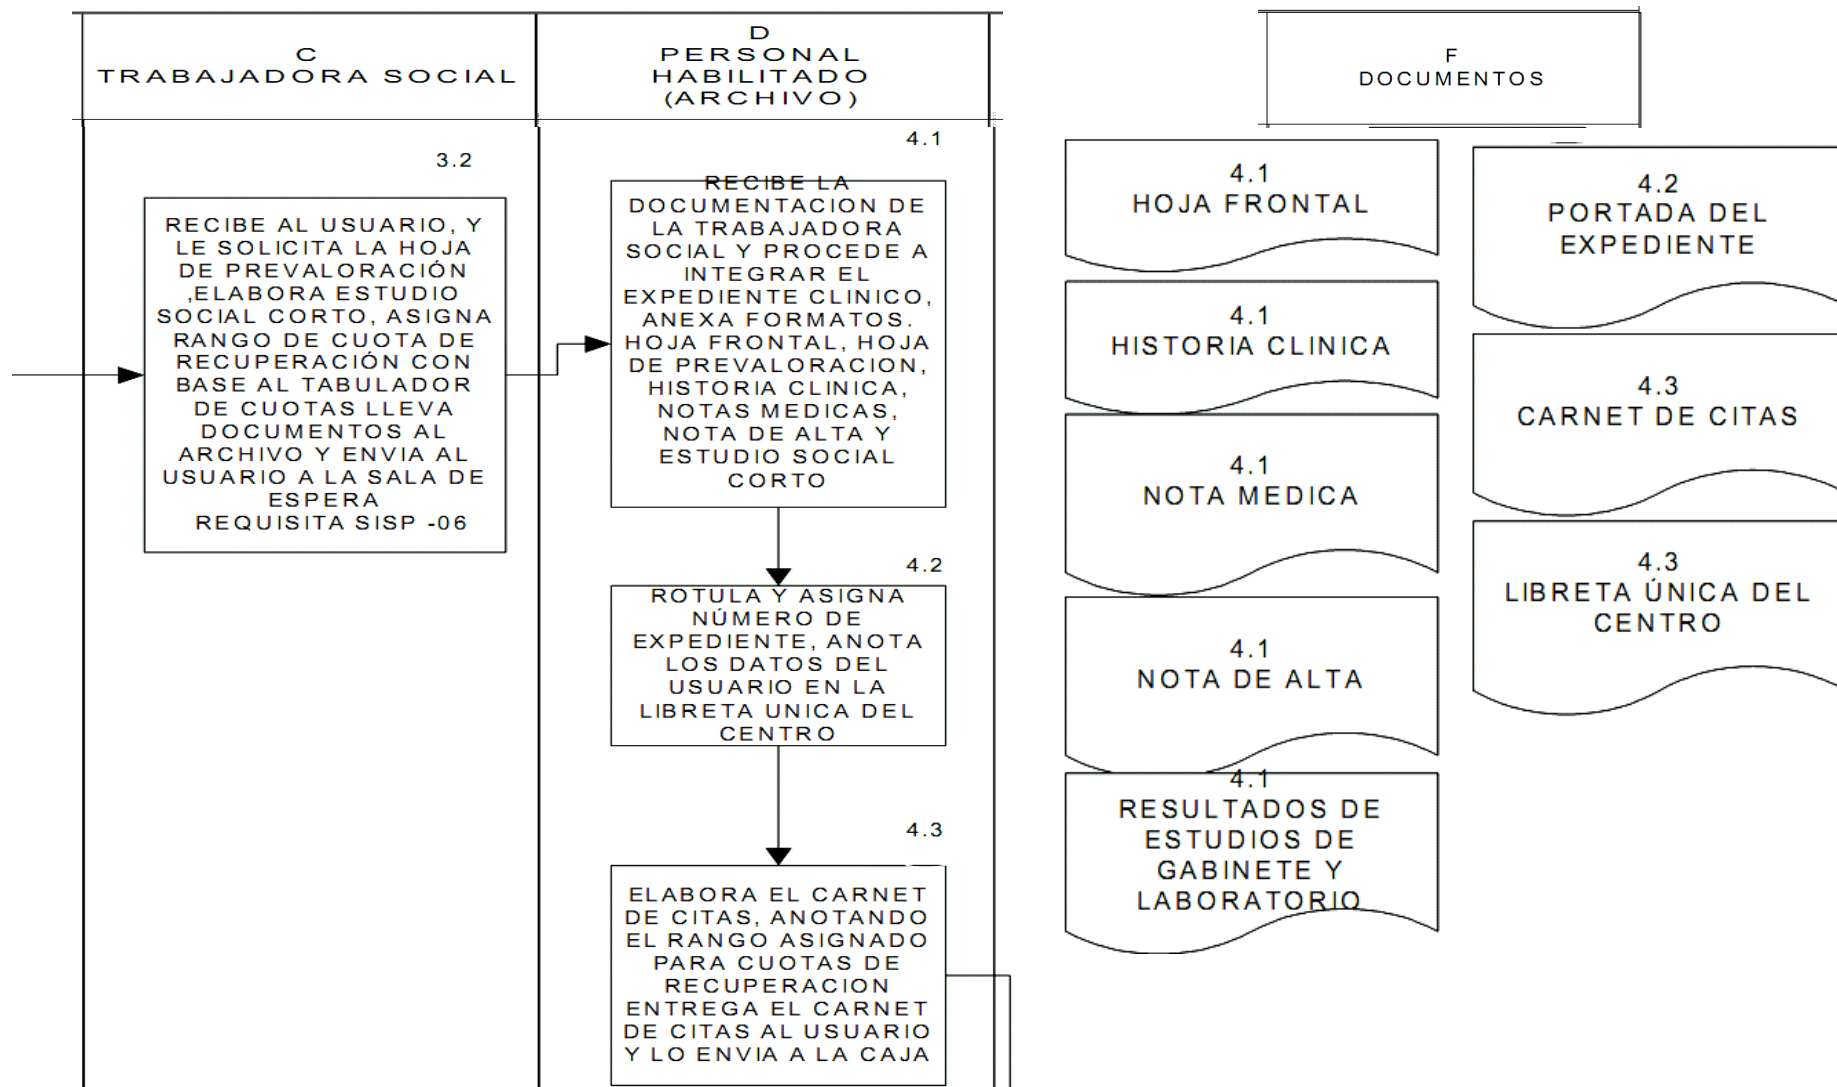 C
TRABAJADORA SOCIAL
D
PERSONAL
HABILITADO
(ARCHIVO)
F
DOCUMENTOS
3.2
RECIBE AL USUARIO, Y
LE SOLICITA LA HOJA
DE PREVALORACIÓN
,ELABORA ESTUDIO
SOCIAL CORTO, ASIGNA
RANGO DE CUOTA DE
RECUPERACIÓN CON
BASE AL TABULADOR
DE CUOTAS LLEVA
DOCUMENTOS AL
ARCHIVO Y ENVIA AL
USUARIO A LA SALA DE
ESPERA
REQUISITA SISP -06
4.1
RECIBE LA
DOCUMENTACION DE
LA TRABAJADORA
SOCIAL Y PROCEDE A
INTEGRAR EL
EXPEDIENTE CLINICO,
ANEXA FORMATOS.
HOJA FRONTAL, HOJA
DE PREVALORACION,
HISTORIA CLINICA,
NOTAS MEDICAS,
NOTA DE ALTA Y
ESTUDIO SOCIAL
CORTO
4.2
ROTULA Y ASIGNA
NÚMERO DE
EXPEDIENTE, ANOTA
LOS DATOS DEL
USUARIO EN LA
LIBRETA UNICA DEL
CENTRO
4.3
ELABORA EL CARNET
DE CITAS, ANOTANDO
EL RANGO ASIGNADO
PARA CUOTAS DE
RECUPERACION
ENTREGA EL CARNET
DE CITAS AL USUARIO
Y LO ENVIA A LA CAJA
4.1
HOJA FRONTAL
4.1
HISTORIA CLINICA
4.1
NOTA MEDICA
4.1
NOTA DE ALTA
4.1
RESULTADOS DE
ESTUDIOS DE
GABINETE Y
LABORATORIO
4.2
PORTADA DEL
EXPEDIENTE
4.3
CARNET DE CITAS
4.3
LIBRETA ÚNICA DEL
CENTRO